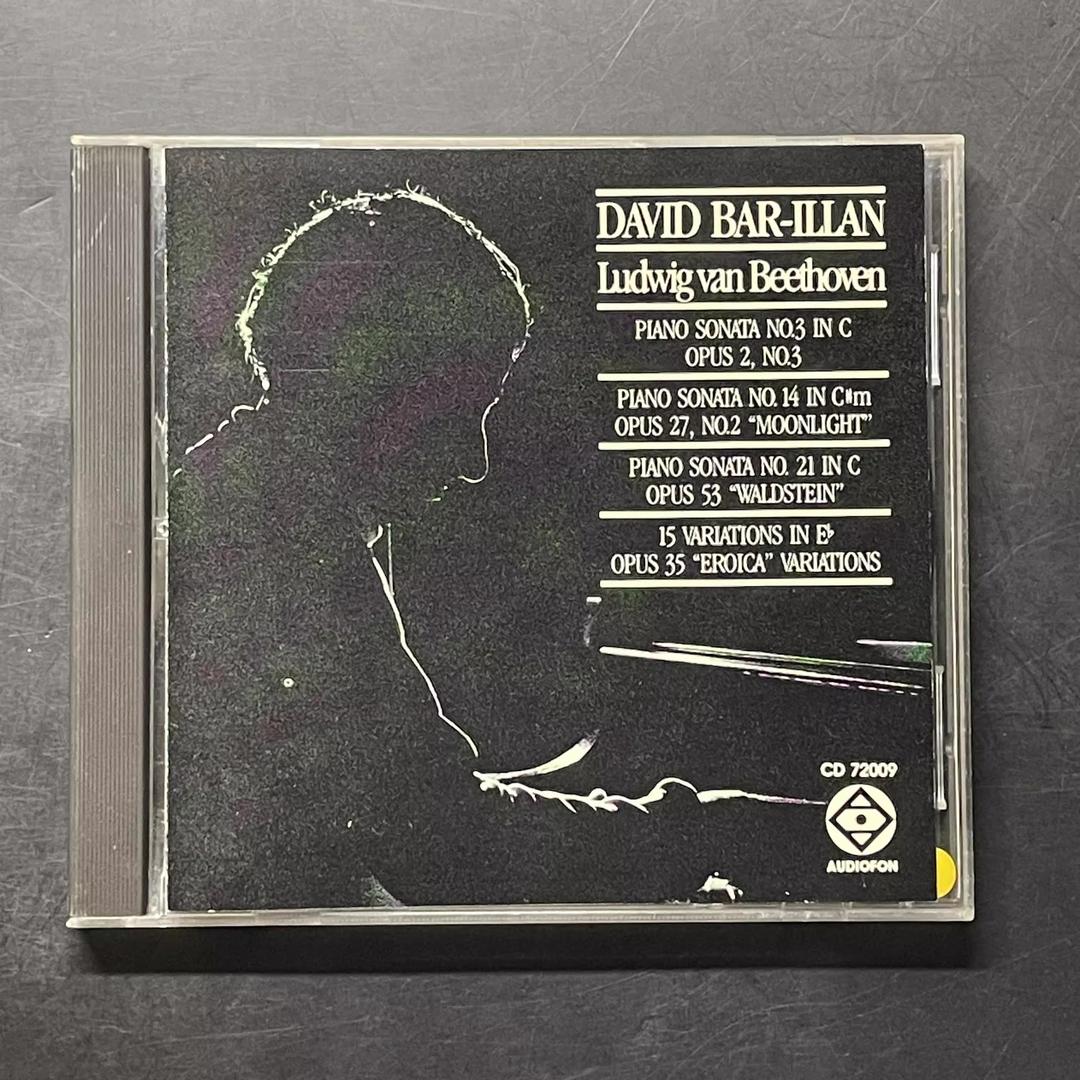 DAVID BAR-ILLAN
Ludwig van Beethoven
PIANO SONATA NO.3 IN C
OPUS 2, NO.3
PIANO SONATA NO. 14 IN C#m
OPUS 27, NO.2 "MOONLIGHT"
PIANO SONATA NO. 21 IN C
OPUS 53 "WALDSTEIN"
15 VARIATIONS IN E♭
OPUS 35 "EROICA" VARIATIONS
CD 72009
AUDIOFON